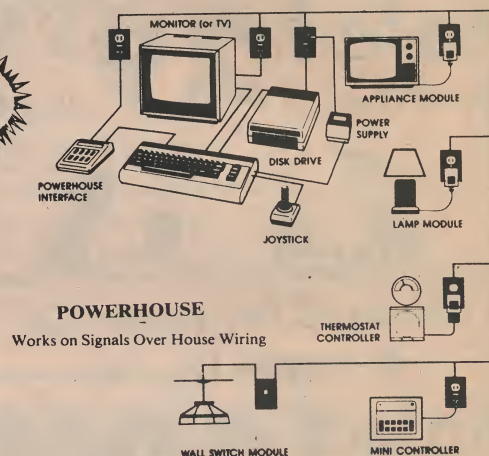 MONITOR (or TV)
APPLIANCE MODULE
POWER
SUPPLY
DISK DRIVE
POWERHOUSE
INTERFACE
JOYSTICK
LAMP MODULE
POWERHOUSE
Works on Signals Over House Wiring
THERMOSTAT
CONTROLLER
WALL SWITCH MODULE
MINI CONTROLLER